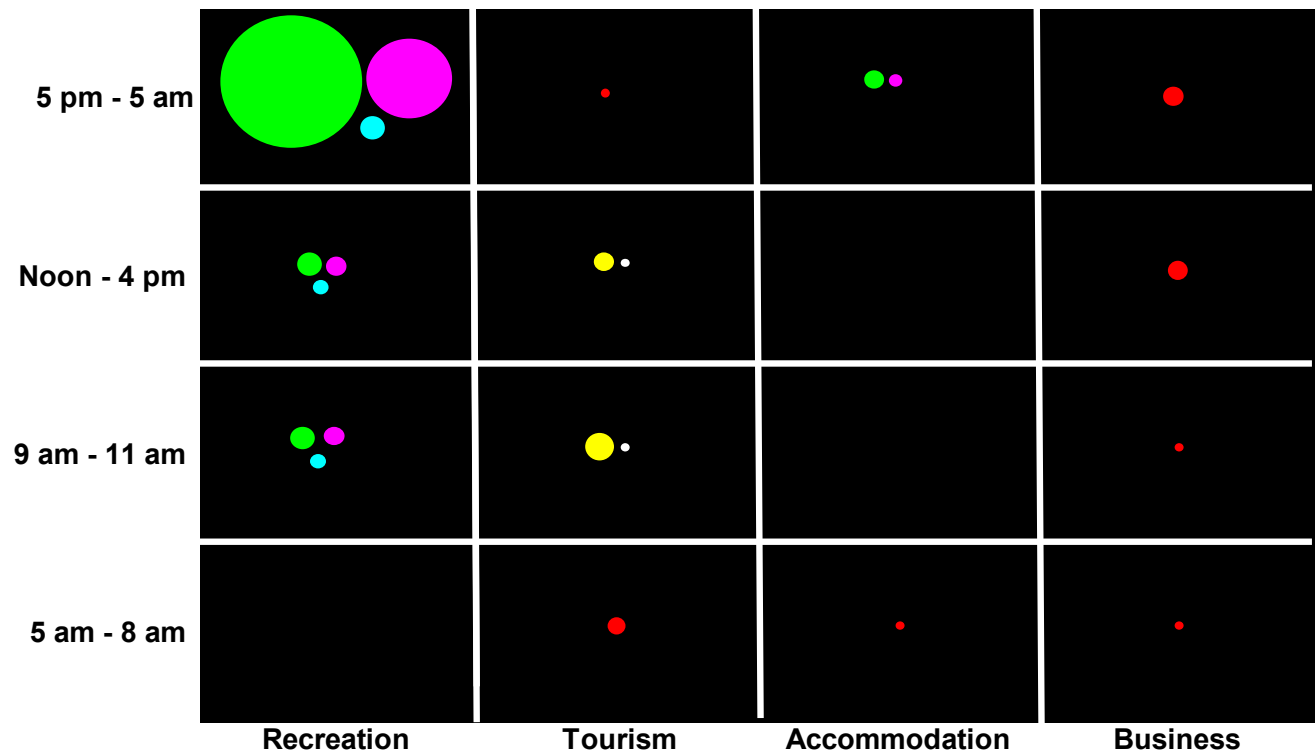 5 pm - 5 am
Noon - 4 pm
9 am - 11 am
5 am - 8 am
Recreation Tourism Accommodation Business